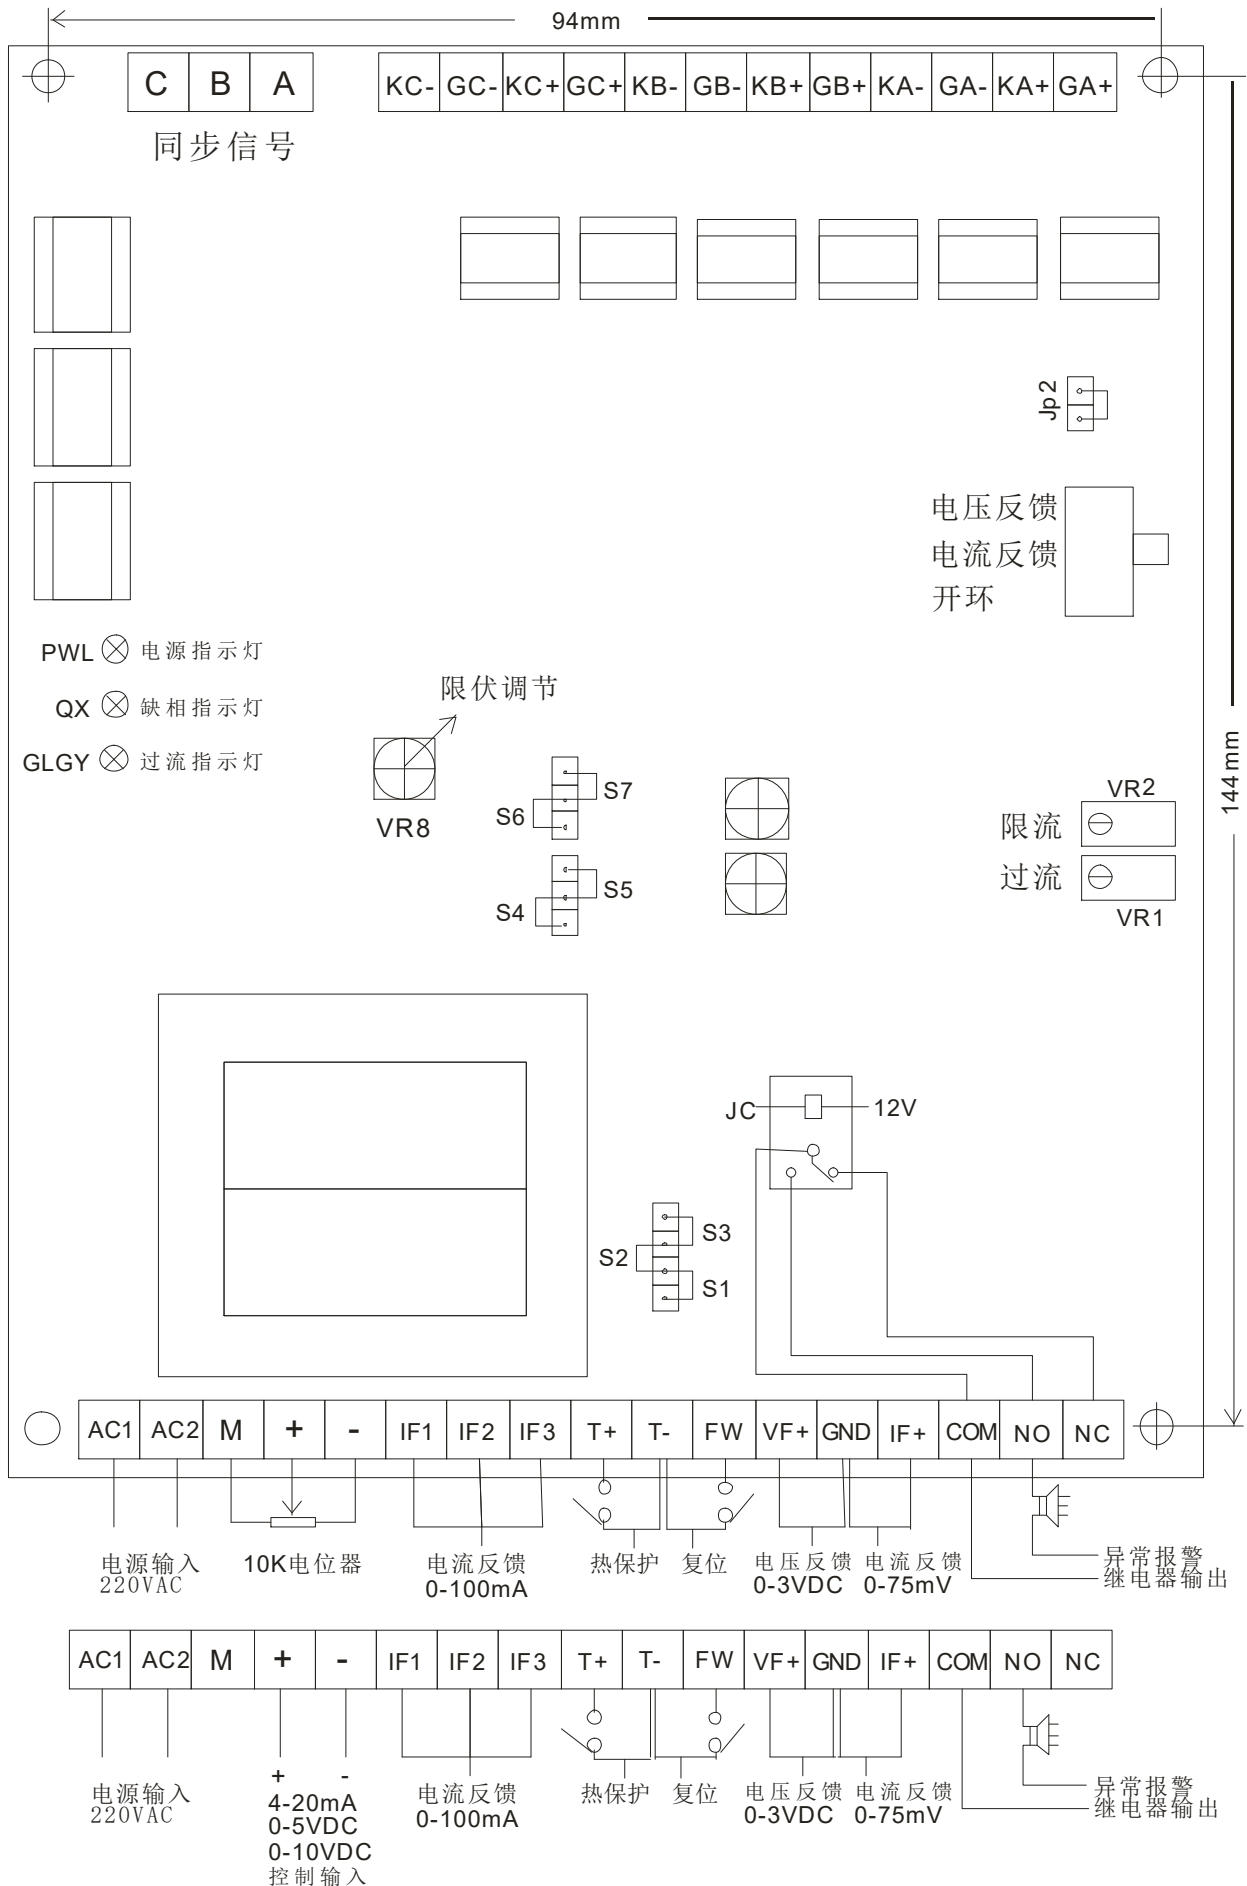 94mm
C B A
KC- GC- KC+ GC+ KB- GB- KB+ GB+ KA- GA- KA+ GA+
同步信号
Jp2
电压反馈
电流反馈
开环
PWL 电源指示灯
QX 缺相指示灯
GLGY 过流指示灯
限伏调节
VR8
S7
S6
S5
S4
144mm
VR2
限流
过流
VR1
JC 12V
S3
S2
S1
AC1 AC2 M + - IF1 IF2 IF3 T+ T- FW VF+ GND IF+ COM NO NC
电源输入
220VAC
10K电位器
电流反馈
0-100mA
热保护
复位
电压反馈
0-3VDC
电流反馈
0-75mV
异常报警
继电器输出
AC1 AC2 M + - IF1 IF2 IF3 T+ T- FW VF+ GND IF+ COM NO NC
电源输入
220VAC
+ -
4-20mA
0-5VDC
0-10VDC
控制输入
电流反馈
0-100mA
热保护
复位
电压反馈
0-3VDC
电流反馈
0-75mV
异常报警
继电器输出